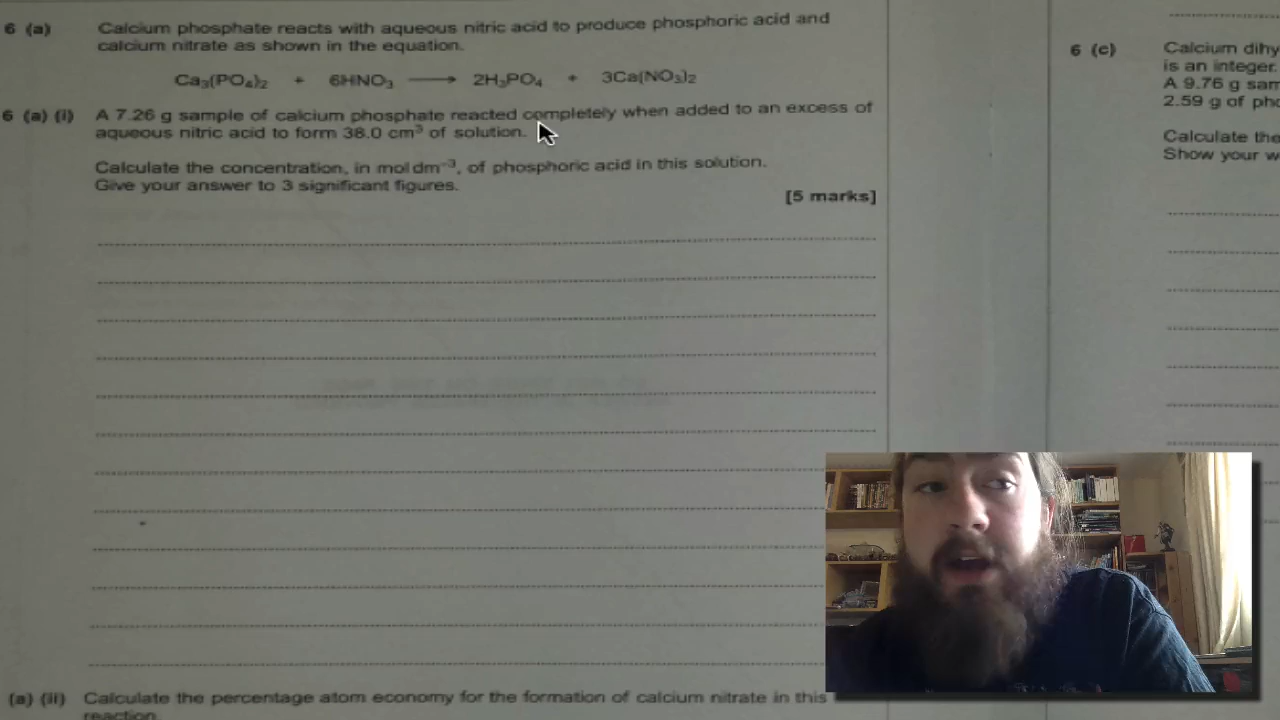 6 (a) Calcium phosphate reacts with aqueous nitric acid to produce phosphoric acid and
calcium nitrate as shown in the equation.
Ca₃(PO₄)₂ + 6HNO₃ ⟶ 2H₃PO₄ + 3Ca(NO₃)₂
6 (a) (i) A 7.26 g sample of calcium phosphate reacted completely when added to an excess of
aqueous nitric acid to form 38.0 cm³ of solution.
Calculate the concentration, in mol dm⁻³, of phosphoric acid in this solution.
Give your answer to 3 significant figures.
[5 marks]
(a) (ii) Calculate the percentage atom economy for the formation of calcium nitrate in this
reaction
6 (c) Calcium dihy
is an integer.
A 9.76 g sam
2.59 g of pho
Calculate the
Show your w